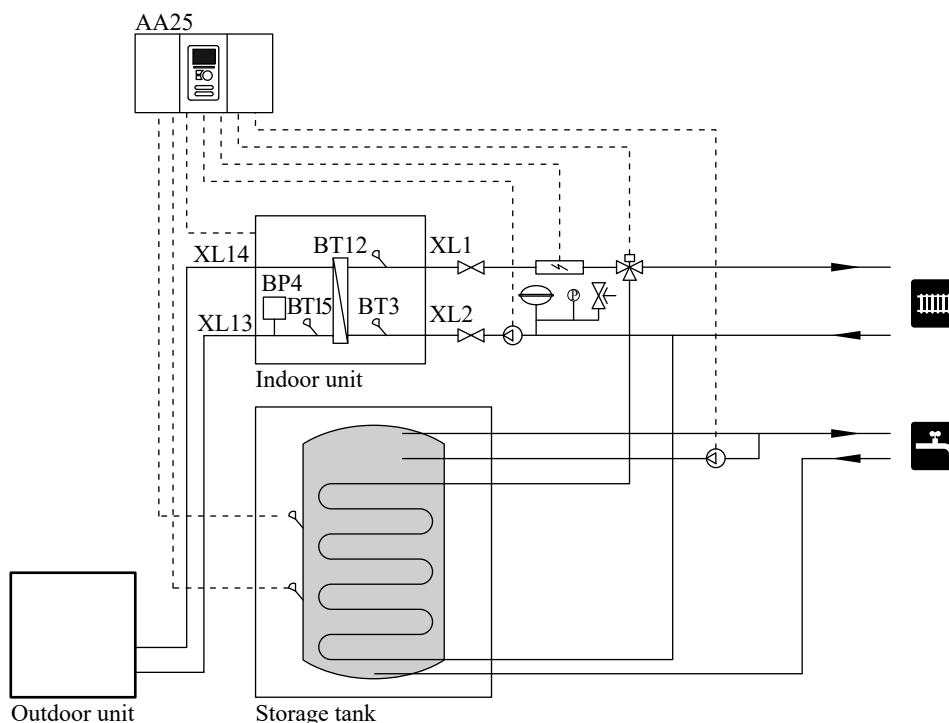 AA25
XL14
BT12
XL1
BP4
XL13
BT15
BT3
XL2
P
Indoor unit
Outdoor unit
Storage tank